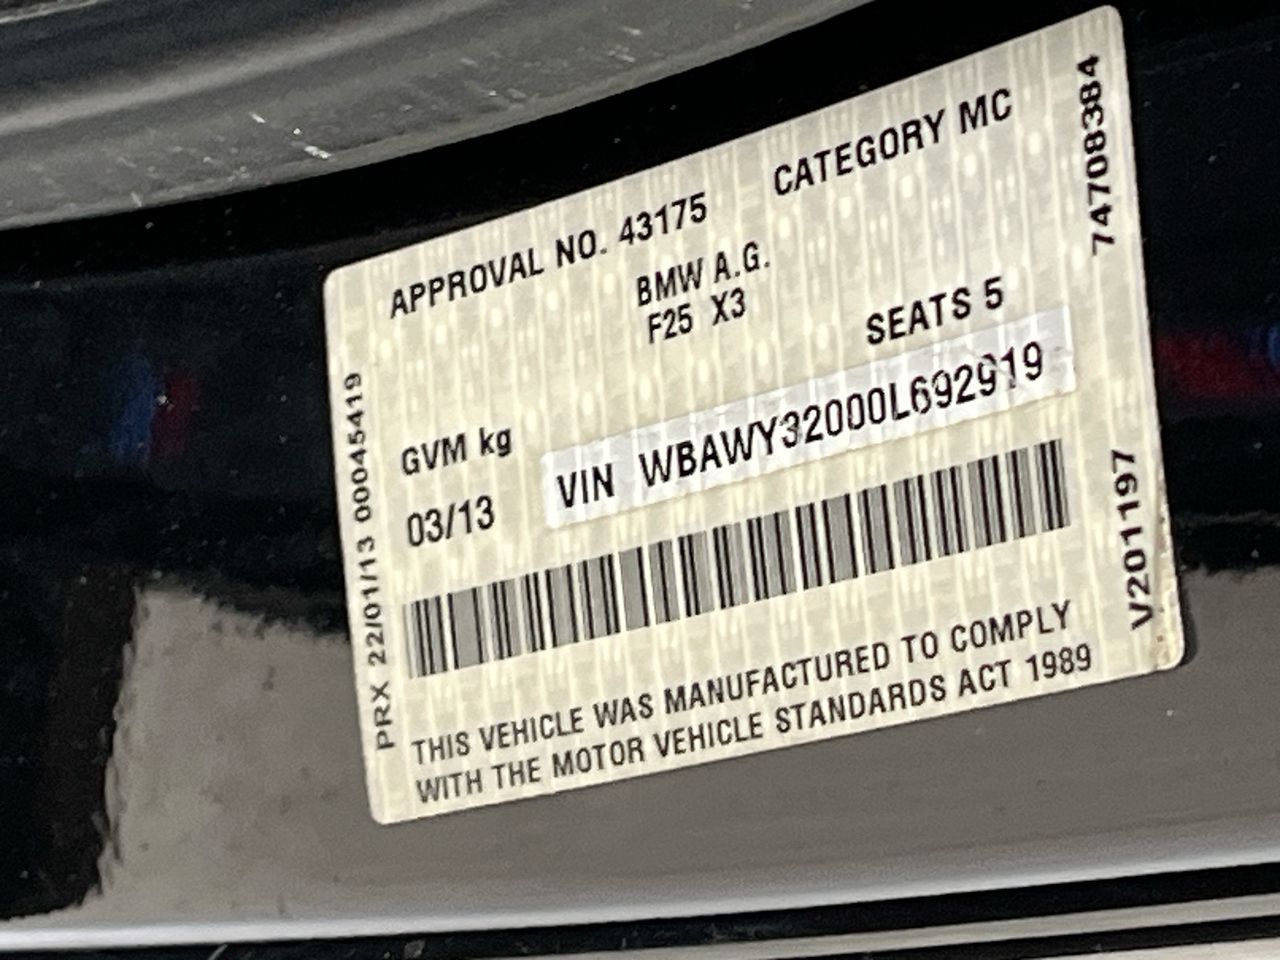 APPROVAL NO. 43175 CATEGORY MC
BMW A.G.
F25 X3
SEATS 5
GVM kg
VIN WBAWY32000L692919
03/13
THIS VEHICLE WAS MANUFACTURED TO COMPLY
WITH THE MOTOR VEHICLE STANDARDS ACT 1989
PRX 22/01/13 00045419
74708384
V201197